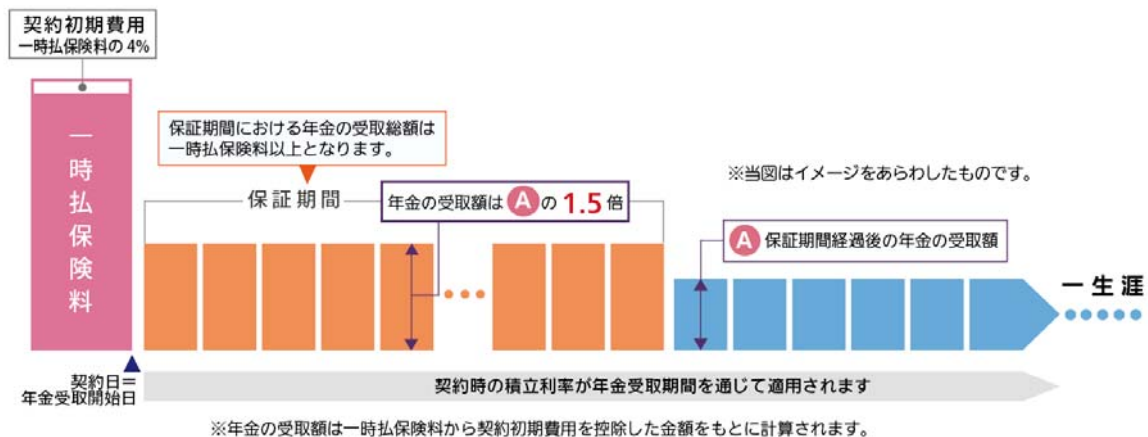 契約初期費用
一時払保険料の4%
一時払保険料
保証期間における年金の受取総額は
一時払保険料以上となります。
※当図はイメージをあらわしたものです。
保証期間
年金の受取額はAの1.5倍
A 保証期間経過後の年金の受取額
一生涯
契約日＝
年金受取開始日
契約時の積立利率が年金受取期間を通じて適用されます
※年金の受取額は一時払保険料から契約初期費用を控除した金額をもとに計算されます。